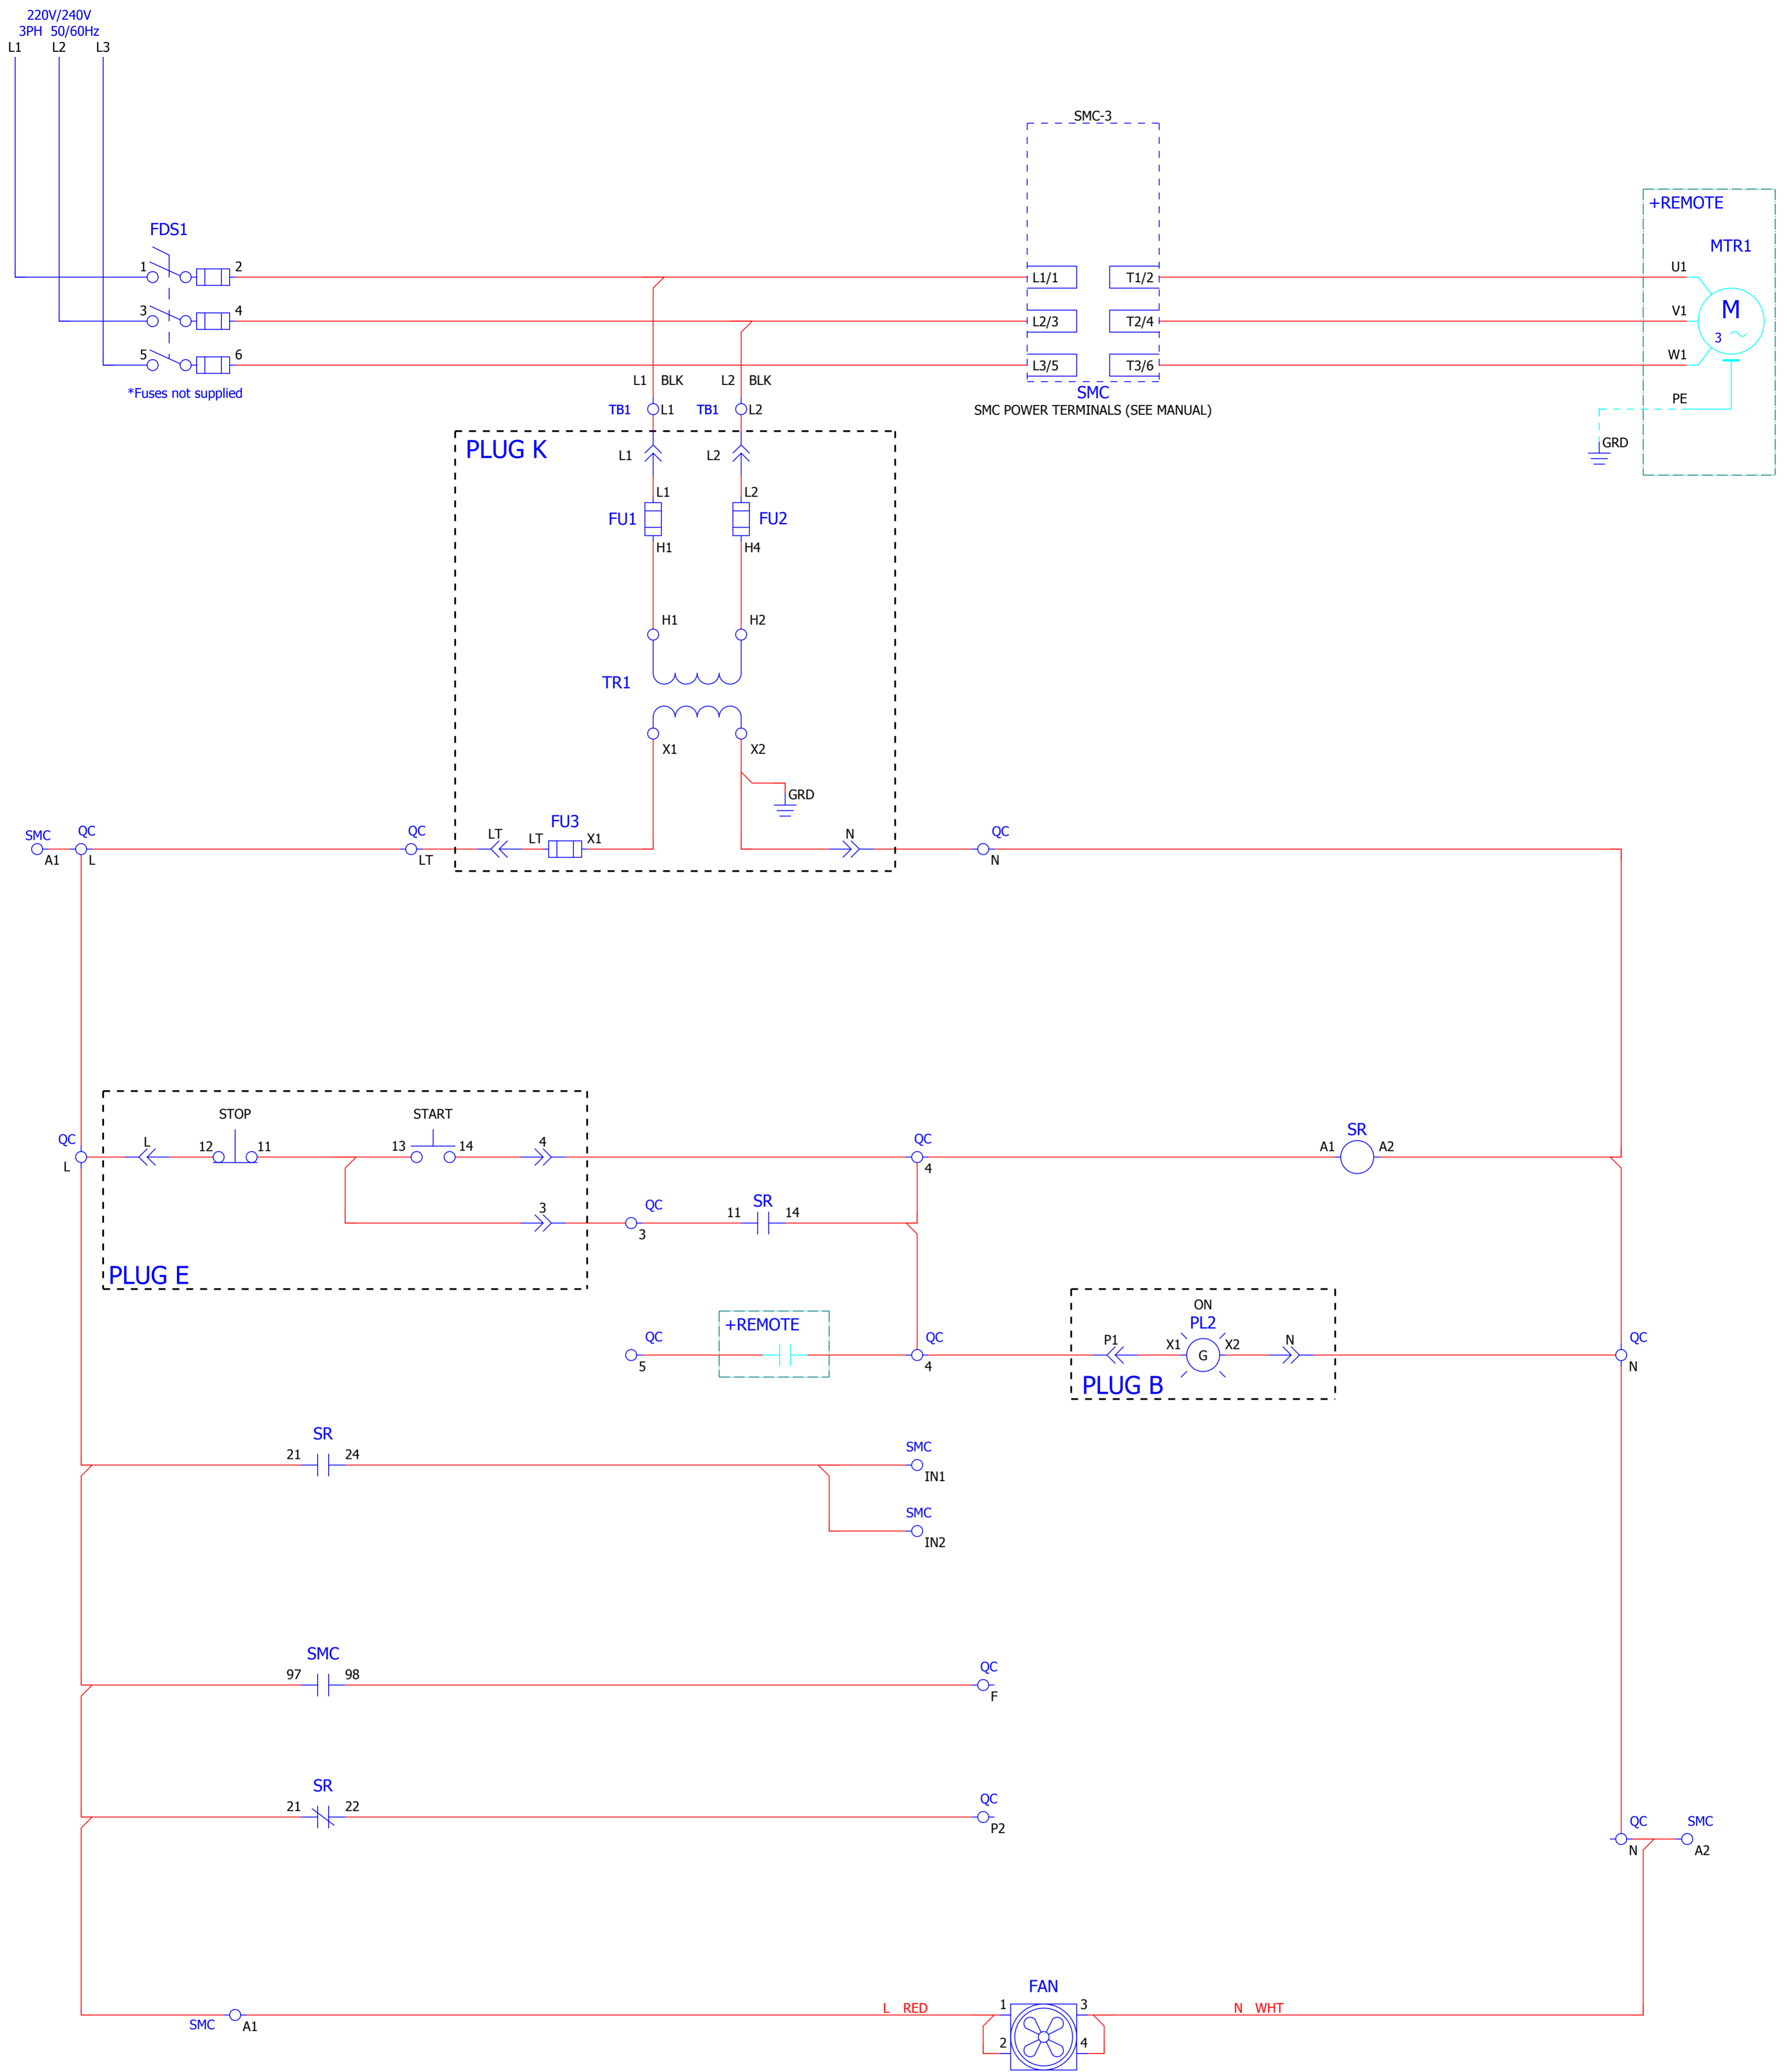 220V/240V
3PH 50/60Hz
L1 L2 L3
SMC-3
+REMOTE
MTR1
FDS1
1 2 L1/1 T1/2 U1
M
3 4 L2/3 T2/4 V1
3
5 6 L3/5 T3/6 W1
*Fuses not supplied
L1 BLK L2 BLK
SMC
SMC POWER TERMINALS (SEE MANUAL)
PE
TB1 L1 TB1 L2
GRD
PLUG K
L1 L2
L1 L2
FU1 FU2
H1 H4
H1 H2
TR1
X1 X2
GRD
SMC QC QC LT LT FU3 X1 N QC
A1 L LT N
STOP START
QC L 12 11 13 14 4 QC A1 SR A2
L 4
3 QC 11 SR 14
3
PLUG E
ON
+REMOTE PL2
QC QC P1 X1 G X2 N QC
5 4 N
PLUG B
SR
21 24 SMC
IN1
SMC
IN2
SMC
97 98 QC
F
SR
21 22 QC
P2
QC SMC
N A2
FAN
L RED 1 3 N WHT
SMC A1
2 4